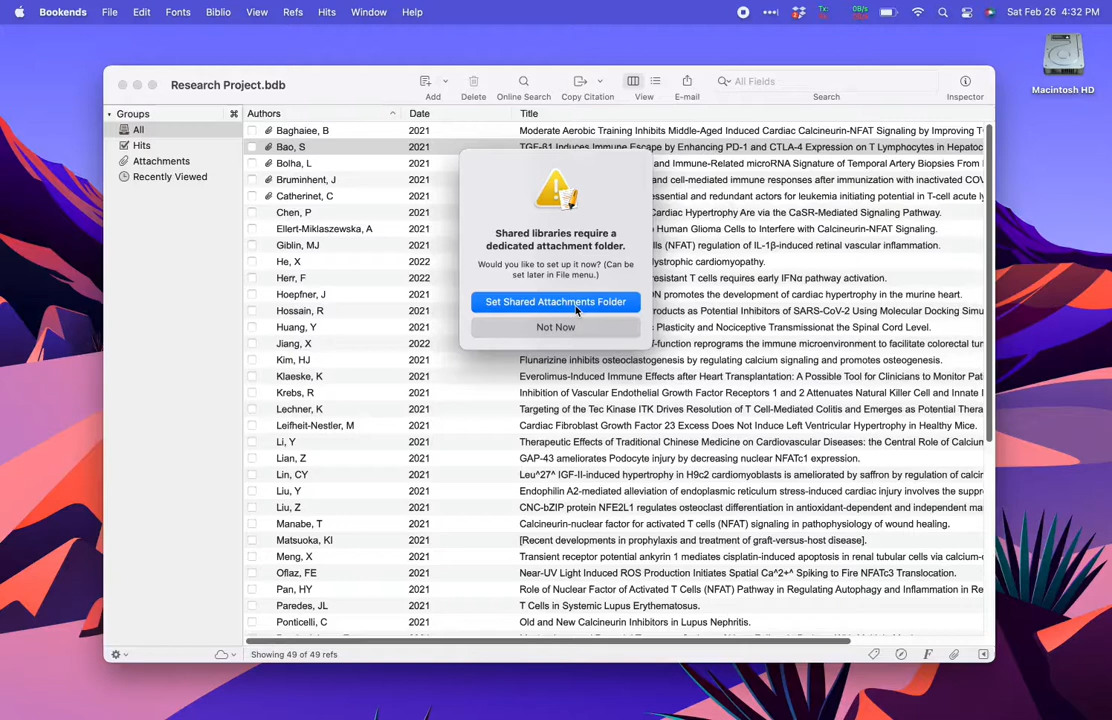 Bookends File Edit Fonts Biblio View Refs Hits Window Help Sat Feb 26 4:32 PM
Macintosh HD
Research Project.bdb
Add Delete Online Search Copy Citation View E-mail All Fields Search Inspector
Groups ⌘ Authors Date Title
All Baghaiee, B 2021 Moderate Aerobic Training Inhibits Middle-Aged Induced Cardiac Calcineurin-NFAT Signaling by Improving T
Hits Bao, S 2021 TGF-β1 Induces Immune Escape by Enhancing PD-1 and CTLA-4 Expression on T Lymphocytes in Hepatoc
Attachments Bolha, L 2021 and Immune-Related microRNA Signature of Temporal Artery Biopsies From
Recently Viewed Bruminhent, J 2021 and cell-mediated immune responses after immunization with inactivated COV
Catherinet, C 2021 essential and redundant actors for leukemia initiating potential in T-cell acute
Chen, P 2021 Cardiac Hypertrophy Are via the CaSR-Mediated Signaling Pathway.
Ellert-Miklaszewska, A 2021 Human Glioma Cells to Interfere with Calcineurin-NFAT Signaling.
Giblin, MJ 2021 (NFAT) regulation of IL-1β-induced retinal vascular inflammation.
He, X 2022 dystrophic cardiomyopathy.
Herr, F 2022 resistant T cells requires early IFNα pathway activation.
Hoepfner, J 2021 promotes the development of cardiac hypertrophy in the murine heart.
Hossain, R 2021 as Potential Inhibitors of SARS-CoV-2 Using Molecular Docking Simu
Huang, Y 2021 Plasticity and Nociceptive Transmissionat the Spinal Cord Level.
Jiang, X 2022 f-function reprograms the immune microenvironment to facilitate colorectal tur
Kim, HJ 2021 Flunarizine inhibits osteoclastogenesis by regulating calcium signaling and promotes osteogenesis.
Klaeske, K 2021 Everolimus-Induced Immune Effects after Heart Transplantation: A Possible Tool for Clinicians to Monitor Pat
Krebs, R 2021 Inhibition of Vascular Endothelial Growth Factor Receptors 1 and 2 Attenuates Natural Killer Cell and Innate I
Lechner, K 2021 Targeting of the Tec Kinase ITK Drives Resolution of T Cell-Mediated Colitis and Emerges as Potential Thera
Leifheit-Nestler, M 2021 Cardiac Fibroblast Growth Factor 23 Excess Does Not Induce Left Ventricular Hypertrophy in Healthy Mice.
Li, Y 2021 Therapeutic Effects of Traditional Chinese Medicine on Cardiovascular Diseases: the Central Role of Calcium
Lian, Z 2021 GAP-43 ameliorates Podocyte injury by decreasing nuclear NFATc1 expression.
Lin, CY 2021 Leu^27^ IGF-II-induced hypertrophy in H9c2 cardiomyoblasts is ameliorated by saffron by regulation of calcir
Liu, Y 2021 Endophilin A2-mediated alleviation of endoplasmic reticulum stress-induced cardiac injury involves the suppr
Liu, Z 2021 CNC-bZIP protein NFE2L1 regulates osteoclast differentiation in antioxidant-dependent and independent ma
Manabe, T 2021 Calcineurin-nuclear factor for activated T cells (NFAT) signaling in pathophysiology of wound healing.
Matsuoka, KI 2021 [Recent developments in prophylaxis and treatment of graft-versus-host disease].
Meng, X 2021 Transient receptor potential ankyrin 1 mediates cisplatin-induced apoptosis in renal tubular cells via calcium-
Oflaz, FE 2021 Near-UV Light Induced ROS Production Initiates Spatial Ca^2+^ Spiking to Fire NFATc3 Translocation.
Pan, HY 2021 Role of Nuclear Factor of Activated T Cells (NFAT) Pathway in Regulating Autophagy and Inflammation in Re
Paredes, JL 2021 T Cells in Systemic Lupus Erythematosus.
Ponticelli, C 2021 Old and New Calcineurin Inhibitors in Lupus Nephritis.
Showing 49 of 49 refs
Shared libraries require a
dedicated attachment folder.
Would you like to set up it now? (Can be
set later in File menu.)
Set Shared Attachments Folder
Not Now